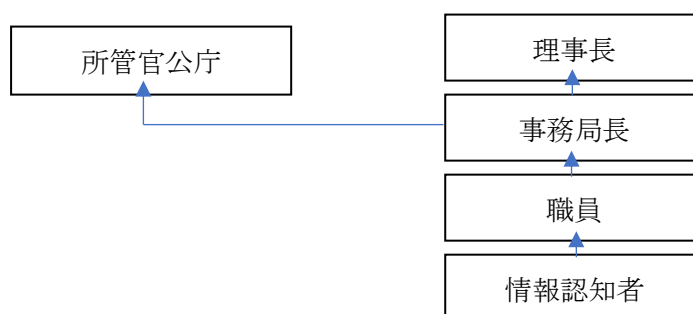 所管官公庁
理事長
事務局長
職員
情報認知者